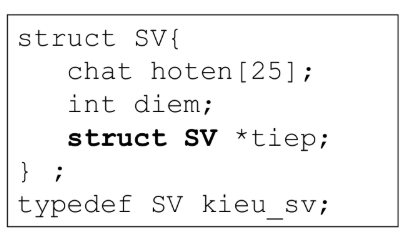 struct SV{
chat hoten[25];
int diem;
struct SV *tiep;
} ;
typedef SV kieu_sv;